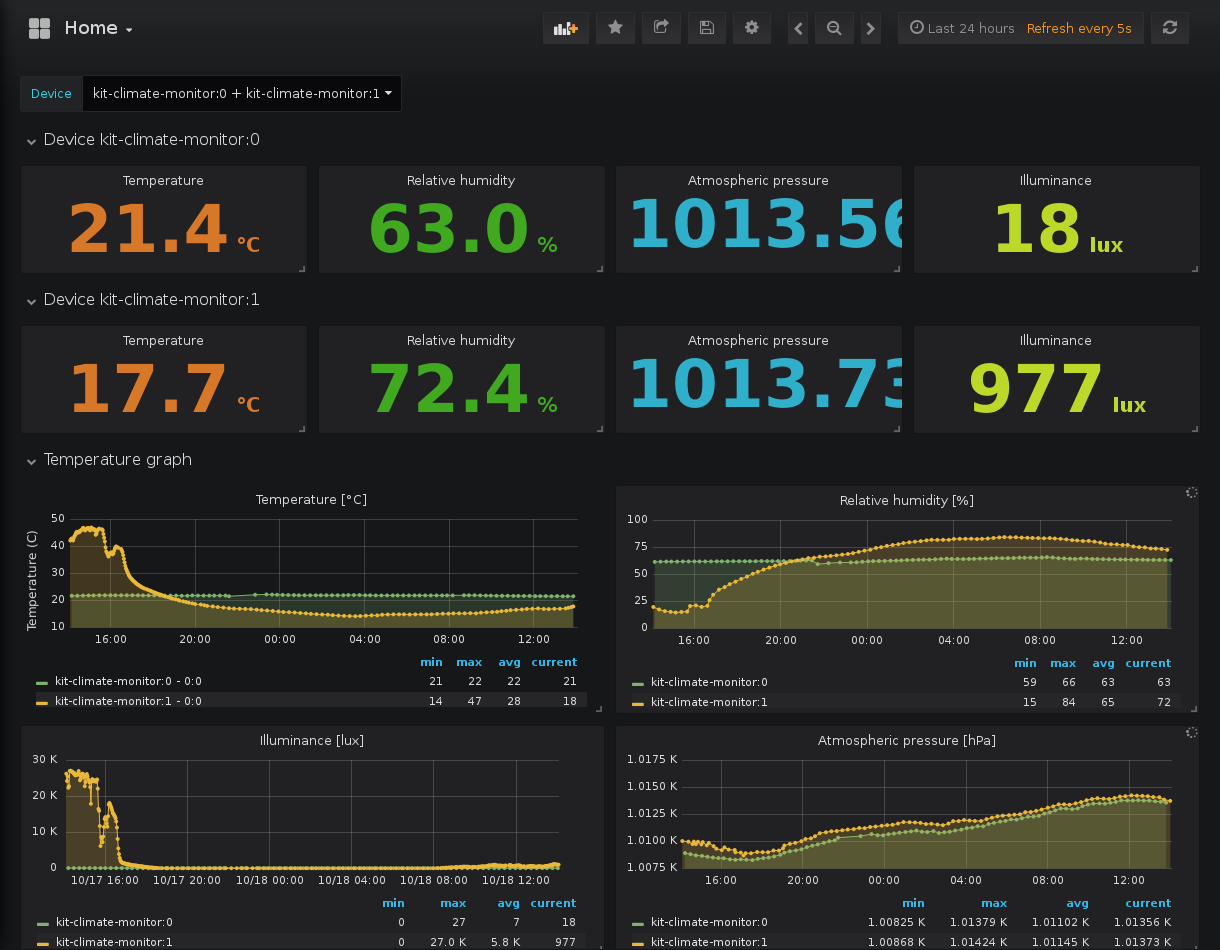 Home
Last 24 hours Refresh every 5s
Device kit-climate-monitor:0 + kit-climate-monitor:1
Device kit-climate-monitor:0
Temperature Relative humidity Atmospheric pressure Illuminance
21.4 °C 63.0 % 1013.56 18 lux
Device kit-climate-monitor:1
Temperature Relative humidity Atmospheric pressure Illuminance
17.7 °C 72.4 % 1013.73 977 lux
Temperature graph
Temperature [°C]
Temperature (C)
50
40
30
20
10
16:00 20:00 00:00 04:00 08:00 12:00
min max avg current
kit-climate-monitor:0 - 0:0 21 22 22 21
kit-climate-monitor:1 - 0:0 14 47 28 18
Relative humidity [%]
100
75
50
25
0
16:00 20:00 00:00 04:00 08:00 12:00
min max avg current
kit-climate-monitor:0 59 66 63 63
kit-climate-monitor:1 15 84 65 72
Illuminance [lux]
30 K
20 K
10 K
0
10/17 16:00 10/17 20:00 10/18 00:00 10/18 04:00 10/18 08:00 10/18 12:00
min max avg current
kit-climate-monitor:0 0 27 7 18
kit-climate-monitor:1 0 27.0 K 5.8 K 977
Atmospheric pressure [hPa]
1.0175 K
1.0150 K
1.0125 K
1.0100 K
1.0075 K
16:00 20:00 00:00 04:00 08:00 12:00
min max avg current
kit-climate-monitor:0 1.00825 K 1.01379 K 1.01102 K 1.01356 K
kit-climate-monitor:1 1.00868 K 1.01424 K 1.01145 K 1.01373 K